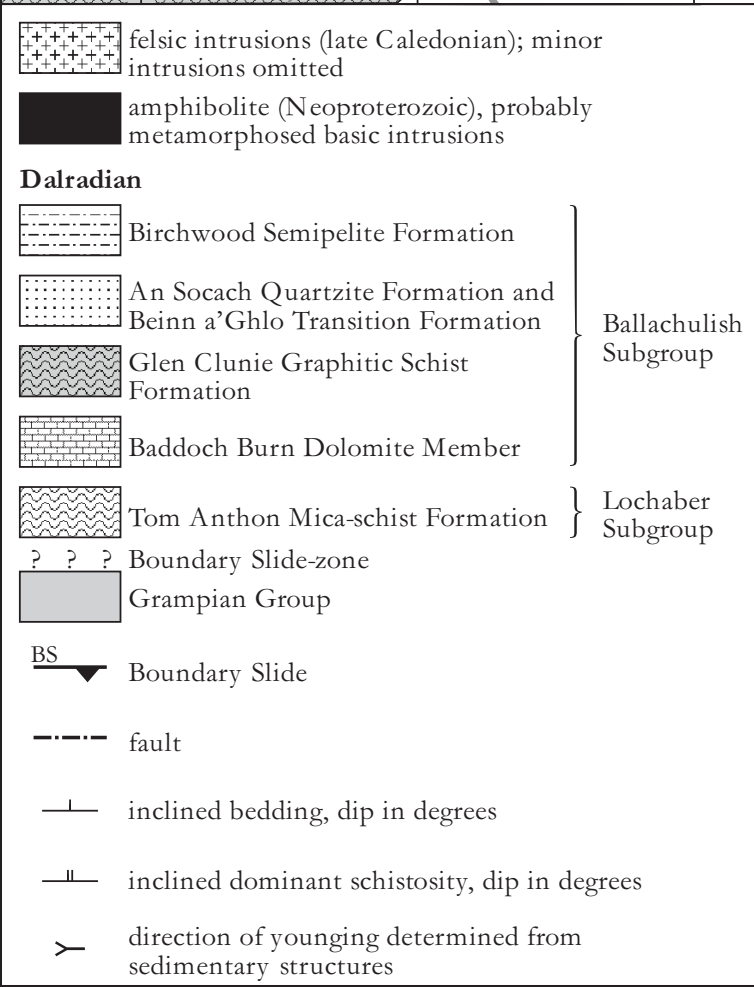 felsic intrusions (late Caledonian); minor
intrusions omitted
amphibolite (Neoproterozoic), probably
metamorphosed basic intrusions
Dalradian
Birchwood Semipelite Formation
An Socach Quartzite Formation and
Beinn a'Ghlo Transition Formation
Glen Clunie Graphitic Schist
Formation
Baddoch Burn Dolomite Member
Ballachulish
Subgroup
Tom Anthon Mica-schist Formation
Lochaber
Subgroup
? ? ? Boundary Slide-zone
Grampian Group
BS
Boundary Slide
fault
inclined bedding, dip in degrees
inclined dominant schistosity, dip in degrees
direction of younging determined from
sedimentary structures